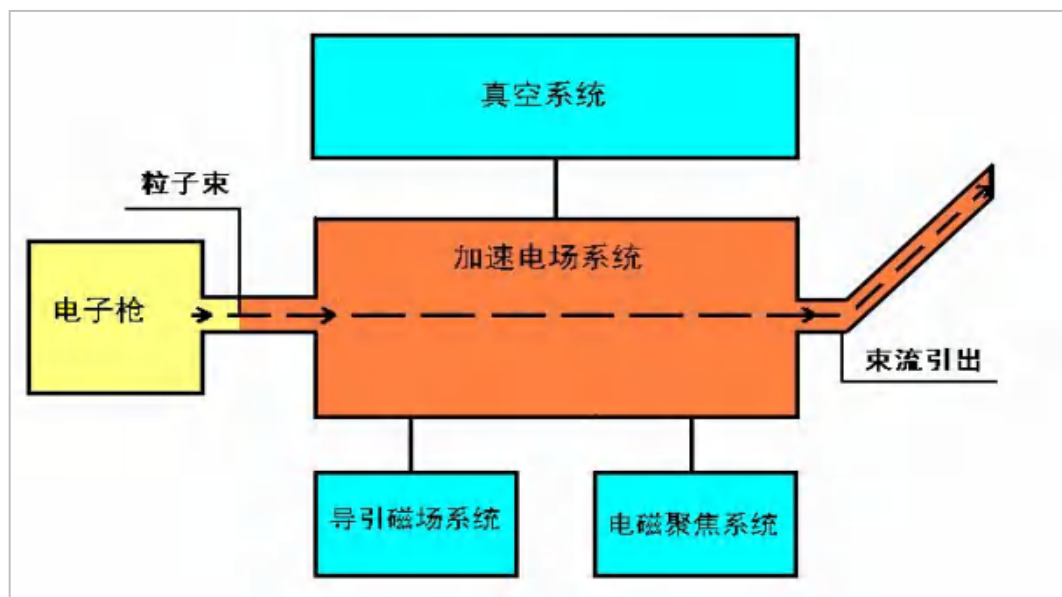 真空系统
粒子束
加速电场系统
电子枪
束流引出
导引磁场系统
电磁聚焦系统